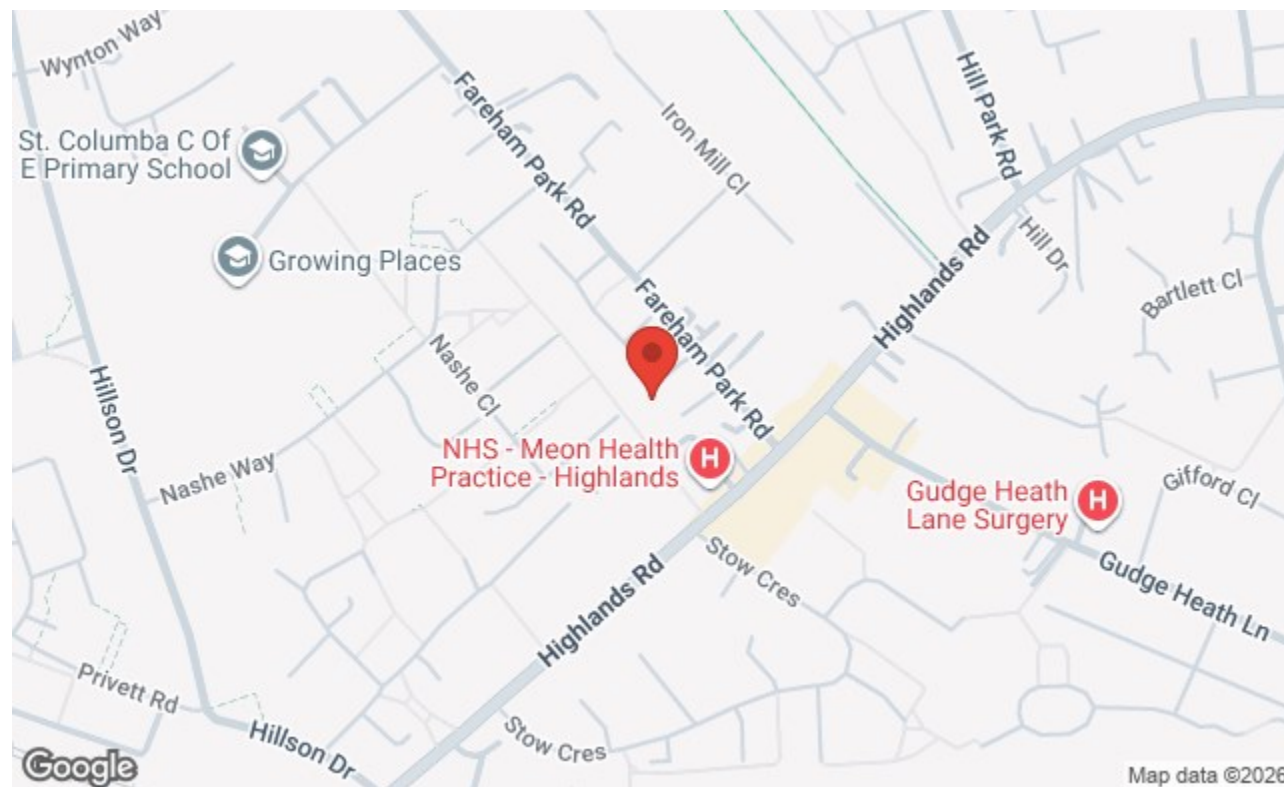 Wynton Way
St. Columba C Of
E Primary School
Growing Places
Fareham Park Rd
Iron Mill Cl
Hill Park Rd
Hill Dr
Highlands Rd
Bartlett Cl
Fareham Park Rd
Nashe Cl
Hillson Dr
Nashe Way
NHS - Meon Health
Practice - Highlands
Gudge Heath
Lane Surgery
Gifford Cl
Gudge Heath Ln
Stow Cres
Highlands Rd
Privett Rd
Hillson Dr
Stow Cres
Google
Map data ©2026